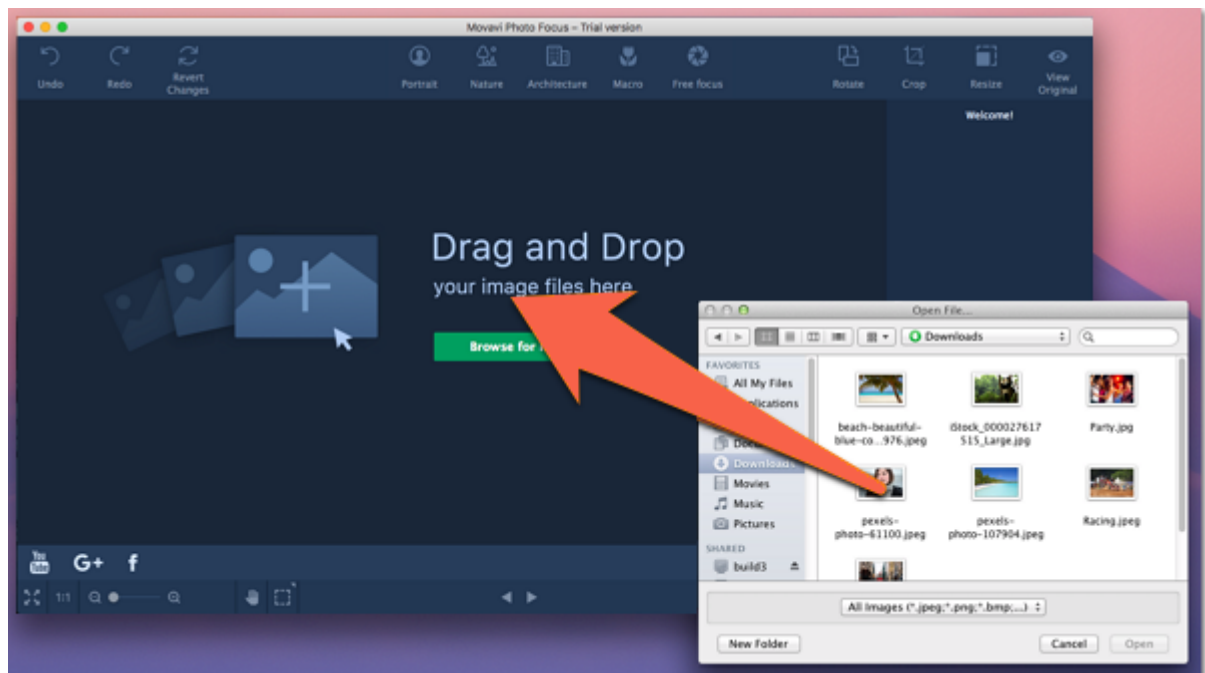 Movavi Photo Focus – Trial version
Undo
Redo
Revert
Changes
Portrait
Nature
Architecture
Macro
Free focus
Rotate
Crop
Resize
View
Original
Welcome!
Drag and Drop
your image files here
Browse for
You
Tube
G+
f
1:1
Open File...
Downloads
FAVORITES
All My Files
Downloads
Movies
Music
Pictures
SHARED
build3
beach-beautiful-
blue-co...976.jpeg
iStock_000027617
515_Large.jpg
Party.jpg
pexels-
photo-61100.jpeg
pexels-
photo-107904.jpeg
Racing.jpeg
All Images (*.jpeg;*.png;*.bmp;...)
New Folder
Cancel
Open